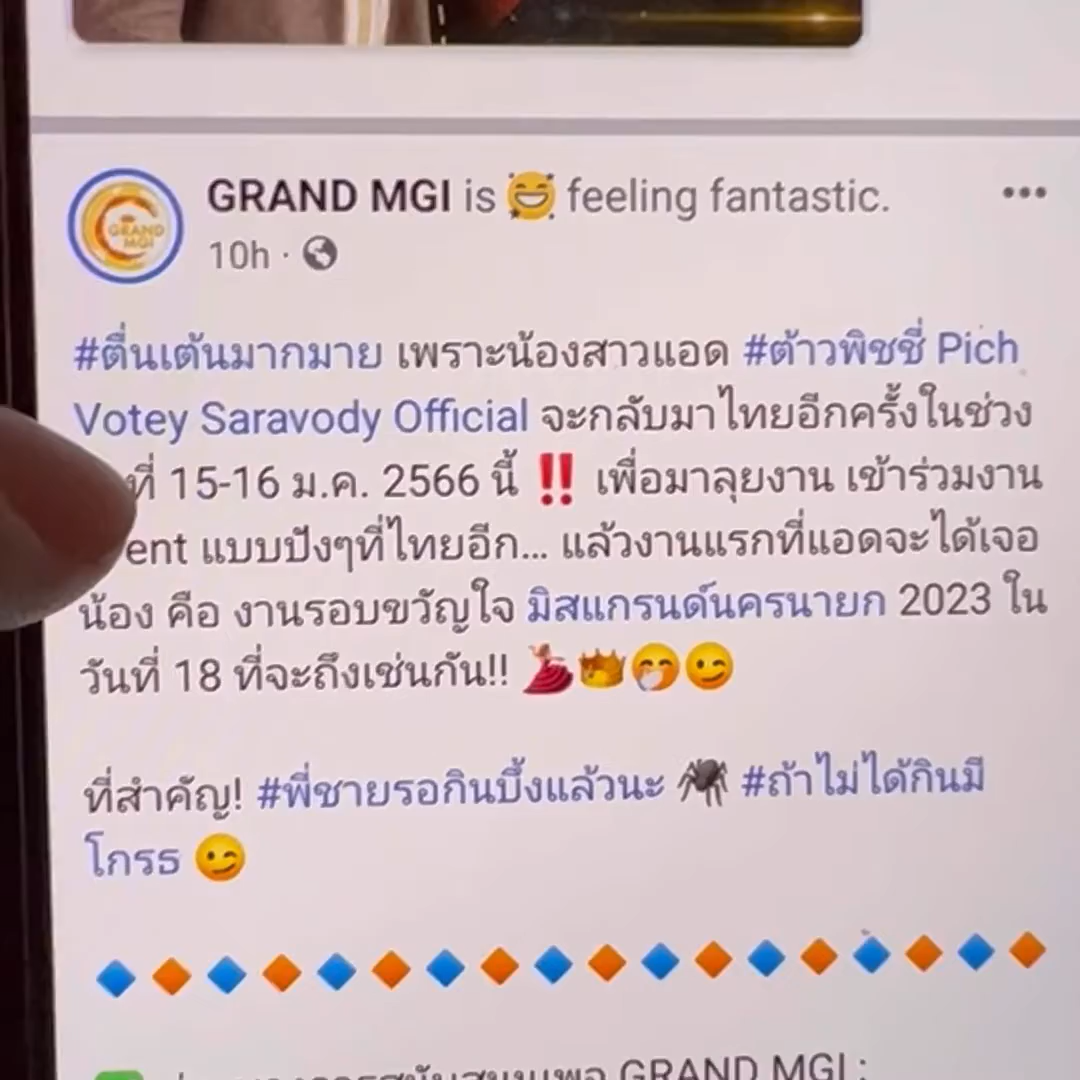 GRAND MGI is 😆 feeling fantastic.
10h ·
GRAND MGI
#ตื่นเต้นมากมาย เพราะน้องสาวแอด #ต้าวพิชชี่ Pich
Votey Saravody Official จะกลับมาไทยอีกครั้งในช่วง
ที่ 15-16 ม.ค. 2566 นี้ ‼️ เพื่อมาลุยงาน เข้าร่วมงาน
ent แบบปังๆที่ไทยอีก... แล้วงานแรกที่แอดจะได้เจอ
น้อง คือ งานรอบขวัญใจ มิสแกรนด์นครนายก 2023 ใน
วันที่ 18 ที่จะถึงเช่นกัน!! 💃👑🤭😉
ที่สำคัญ! #พี่ชายรอกินบึ้งแล้วนะ 🕷️ #ถ้าไม่ได้กินมี
โกรธ 😉
🔹🔸🔹🔸🔹🔸🔹🔸🔹🔸🔹🔸🔹🔸🔹🔸🔹🔸
GRAND MGI :